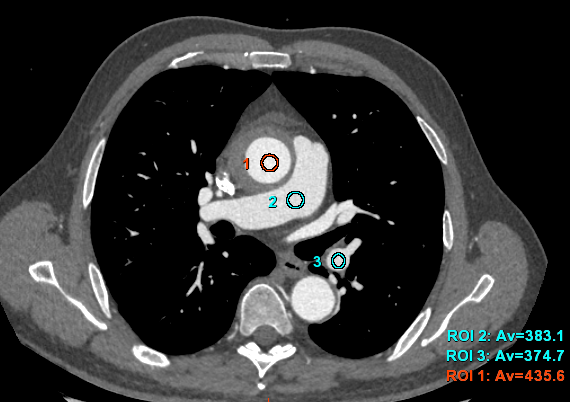 1
2
3
ROI 2: Av=383.1
ROI 3: Av=374.7
ROI 1: Av=435.6